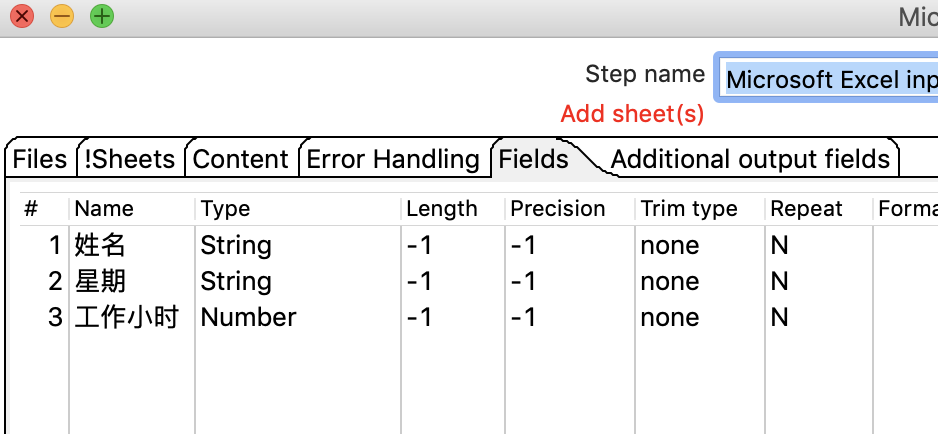 Mic
Step name Microsoft Excel inp
Add sheet(s)
Files !Sheets Content Error Handling Fields Additional output fields
# Name Type Length Precision Trim type Repeat Forma
1 姓名 String -1 -1 none N
2 星期 String -1 -1 none N
3 工作小时 Number -1 -1 none N